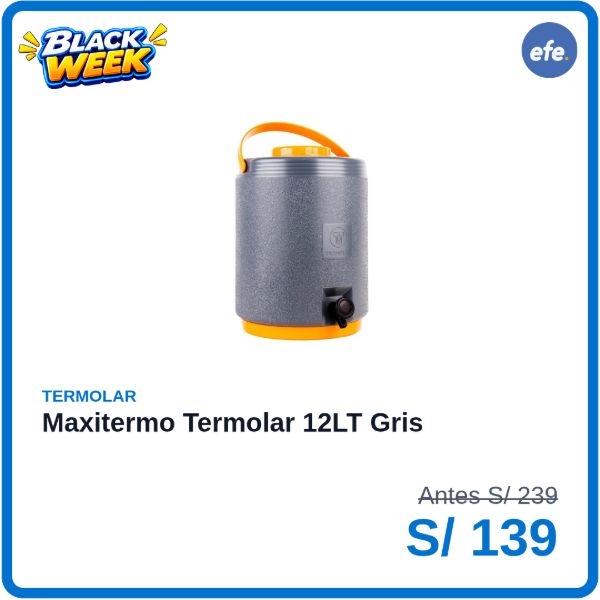 BLACK
WEEK
efe.
TERMOLAR
Maxitermo Termolar 12LT Gris
Antes S/ 239
S/ 139